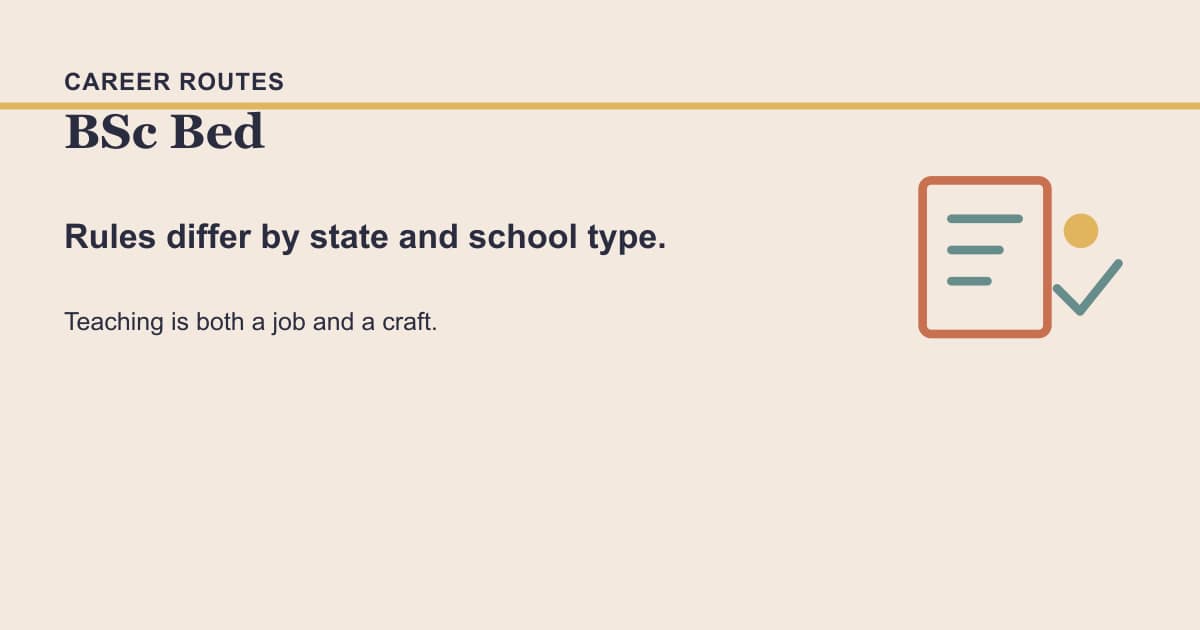 CAREER ROUTES
BSc Bed
Rules differ by state and school type.
Teaching is both a job and a craft.